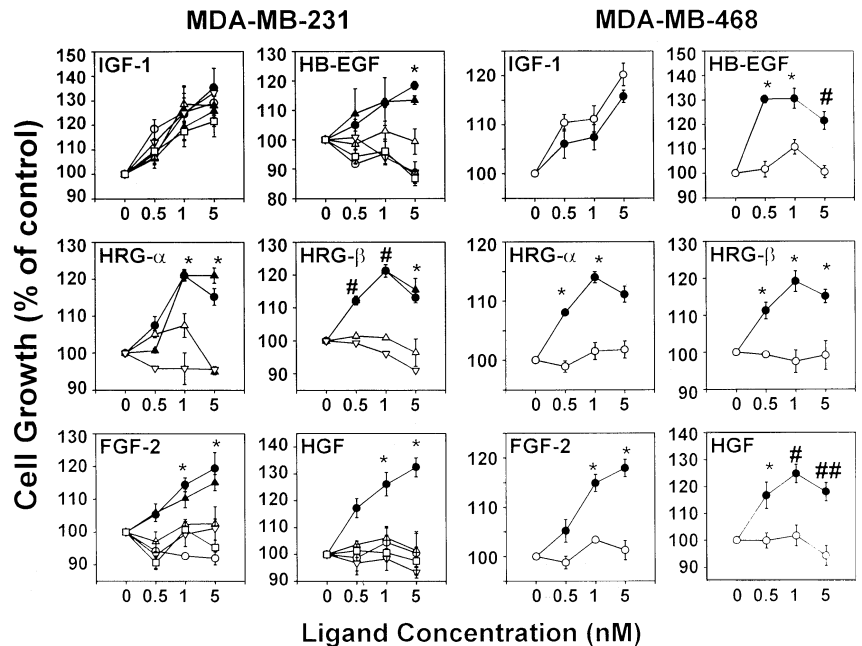 MDA-MB-231
MDA-MB-468
Cell Growth (% of control)
IGF-1
140
130
120
110
100
90
0 0.5 1 5
HB-EGF
*
130
120
110
100
90
80
0 0.5 1 5
IGF-1
120
110
100
0 0.5 1 5
HB-EGF
* * #
140
130
120
110
100
90
0 0.5 1 5
HRG-α
* *
130
120
110
100
90
0 0.5 1 5
HRG-β
# # *
130
120
110
100
90
0 0.5 1 5
HRG-α
* *
120
110
100
0 0.5 1 5
HRG-β
* * *
130
120
110
100
90
0 0.5 1 5
FGF-2
* *
130
120
110
100
90
0 0.5 1 5
HGF
* *
140
130
120
110
100
90
0 0.5 1 5
FGF-2
* *
120
110
100
0 0.5 1 5
HGF
* # ##
140
130
120
110
100
90
0 0.5 1 5
Ligand Concentration (nM)